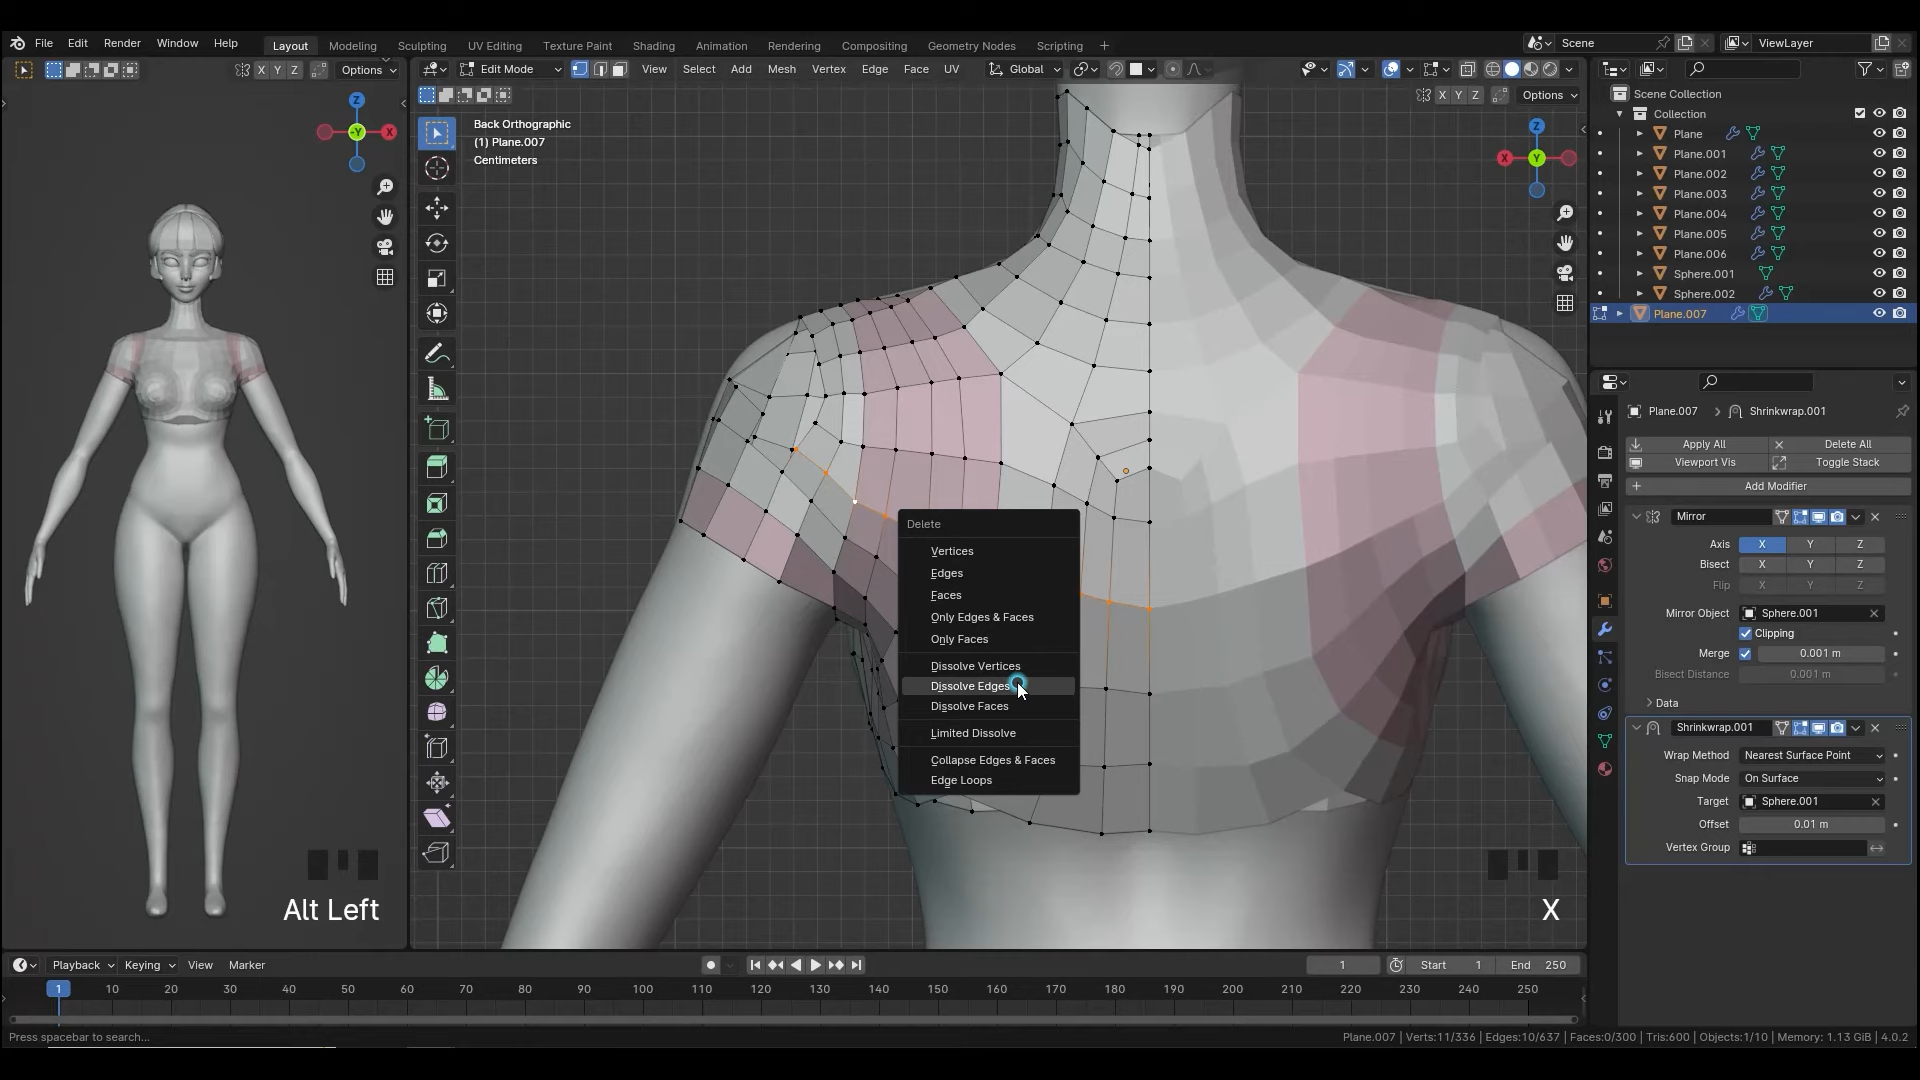 File Edit Render Window Help Layout Modeling Sculpting UV Editing Texture Paint Shading Animation Rendering Compositing Geometry Nodes Scripting + Scene ViewLayer
X Y Z Options
Edit Mode View Select Add Mesh Vertex Edge Face UV Global
X Y Z Options
Back Orthographic
(1) Plane.007
Centimeters
Z
-Y X
Z
X Y
Scene Collection
Collection
Plane
Plane.001
Plane.002
Plane.003
Plane.004
Plane.005
Plane.006
Sphere.001
Sphere.002
Plane.007
Plane.007 > Shrinkwrap.001
Apply All Delete All
Viewport Vis Toggle Stack
Add Modifier
Mirror
Axis X Y Z
Bisect X Y Z
Flip X Y Z
Mirror Object Sphere.001
Clipping
Merge 0.001 m
Bisect Distance 0.001 m
Data
Shrinkwrap.001
Wrap Method Nearest Surface Point
Snap Mode On Surface
Target Sphere.001
Offset 0.01 m
Vertex Group
Delete
Vertices
Edges
Faces
Only Edges & Faces
Only Faces
Dissolve Vertices
Dissolve Edges
Dissolve Faces
Limited Dissolve
Collapse Edges & Faces
Edge Loops
Alt Left
X
Playback Keying View Marker 1 Start 1 End 250
1 10 20 30 40 50 60 70 80 90 100 110 120 130 140 150 160 170 180 190 200 210 220 230 240 250
Press spacebar to search... Plane.007 | Verts:11/336 | Edges:10/637 | Faces:0/300 | Tris:600 | Objects:1/10 | Memory: 1.13 GiB | 4.0.2